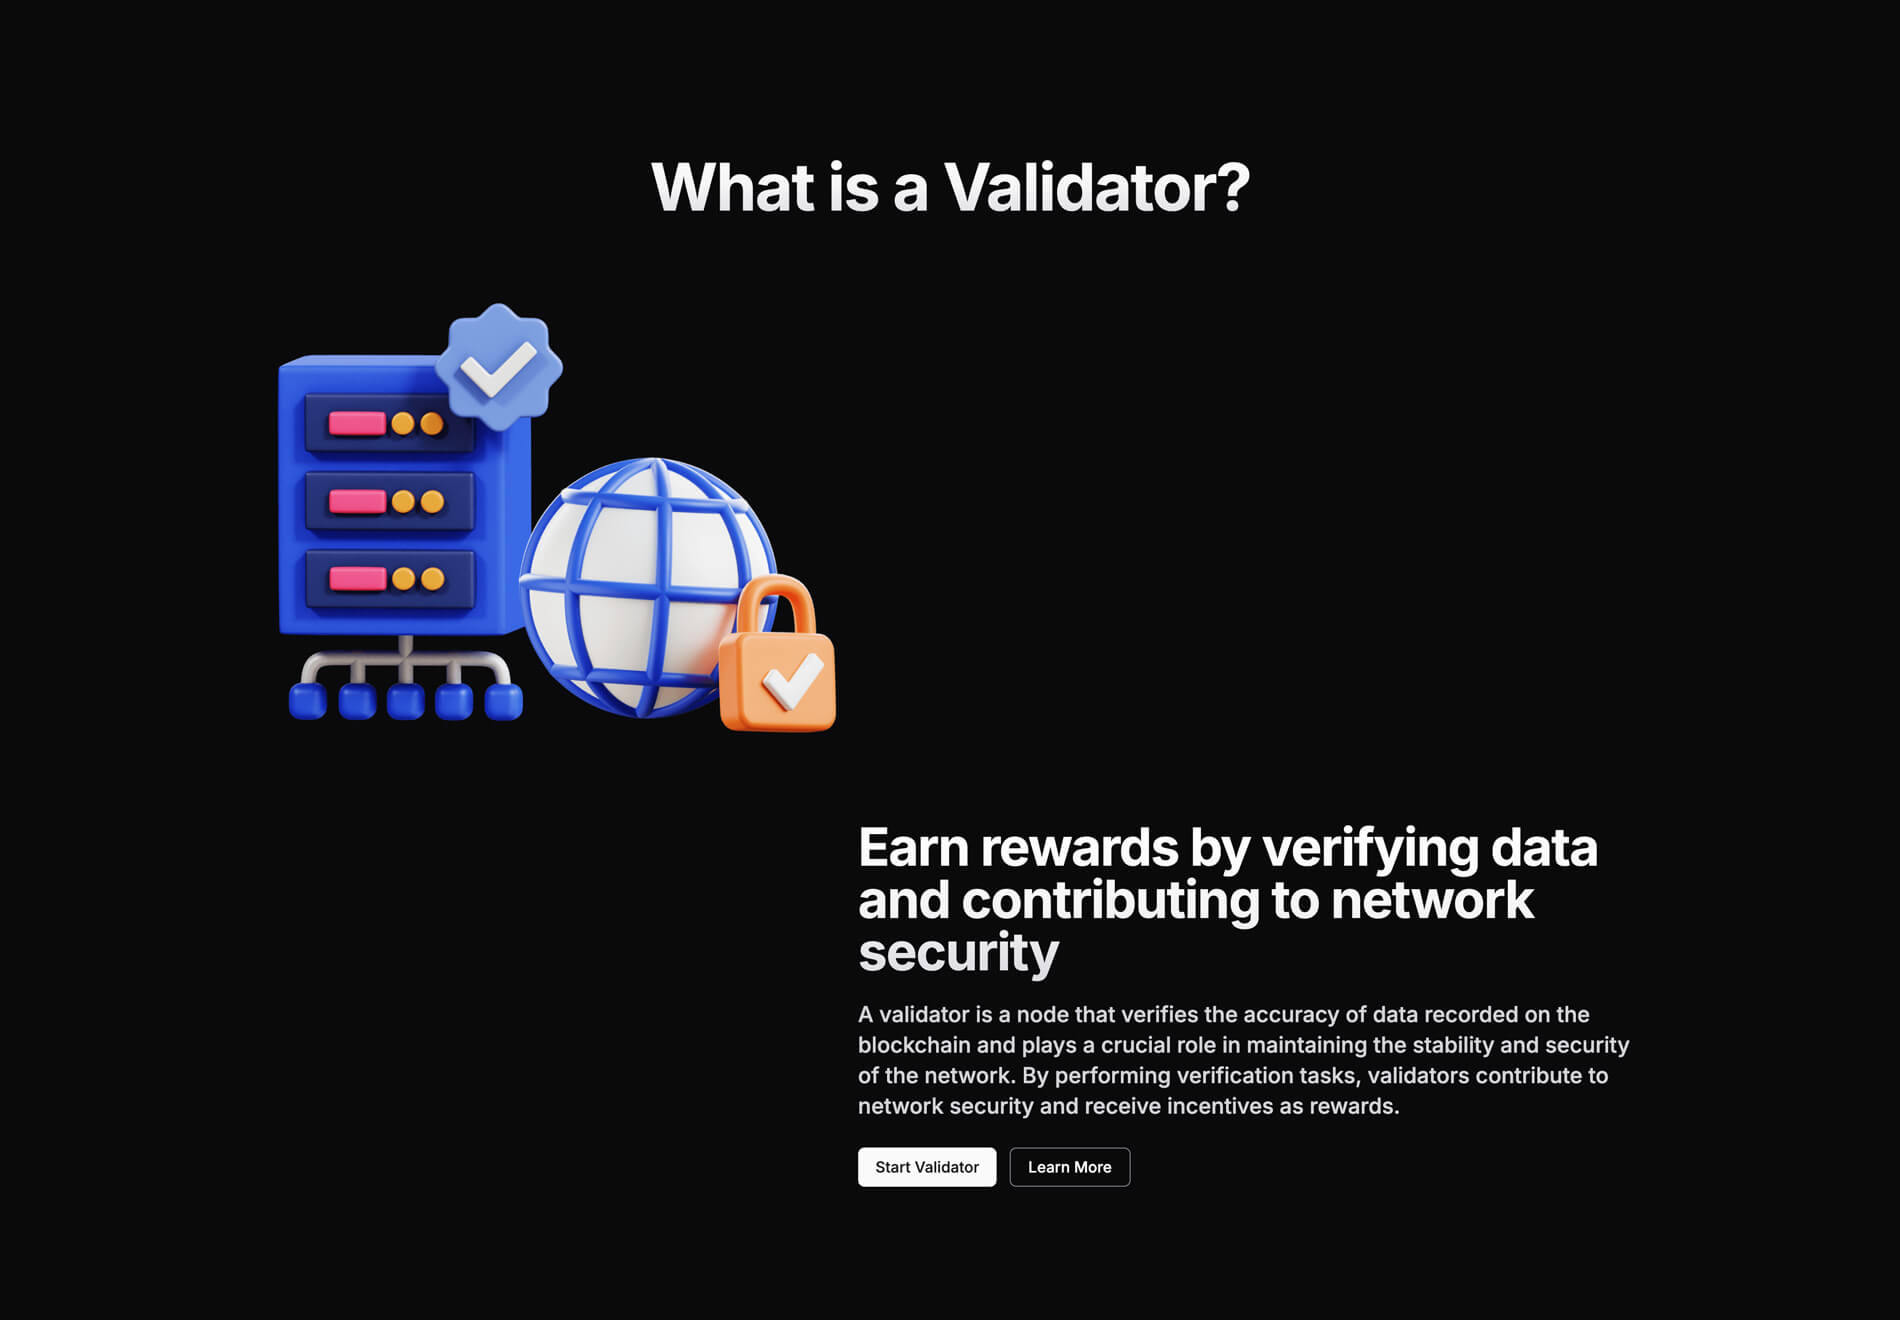 What is a Validator?
Earn rewards by verifying data
and contributing to network
security
A validator is a node that verifies the accuracy of data recorded on the
blockchain and plays a crucial role in maintaining the stability and security
of the network. By performing verification tasks, validators contribute to
network security and receive incentives as rewards.
Start Validator
Learn More